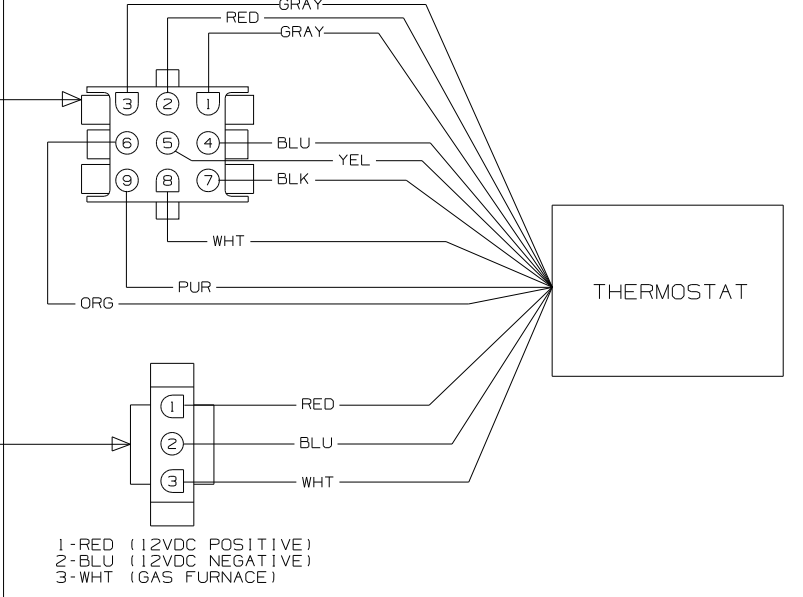 GRAY
RED
GRAY
3 2 1
6 5 4 BLU
YEL
9 8 7 BLK
WHT
PUR
ORG
THERMOSTAT
1 RED
2 BLU
3 WHT
1-RED (12VDC POSITIVE)
2-BLU (12VDC NEGATIVE)
3-WHT (GAS FURNACE)